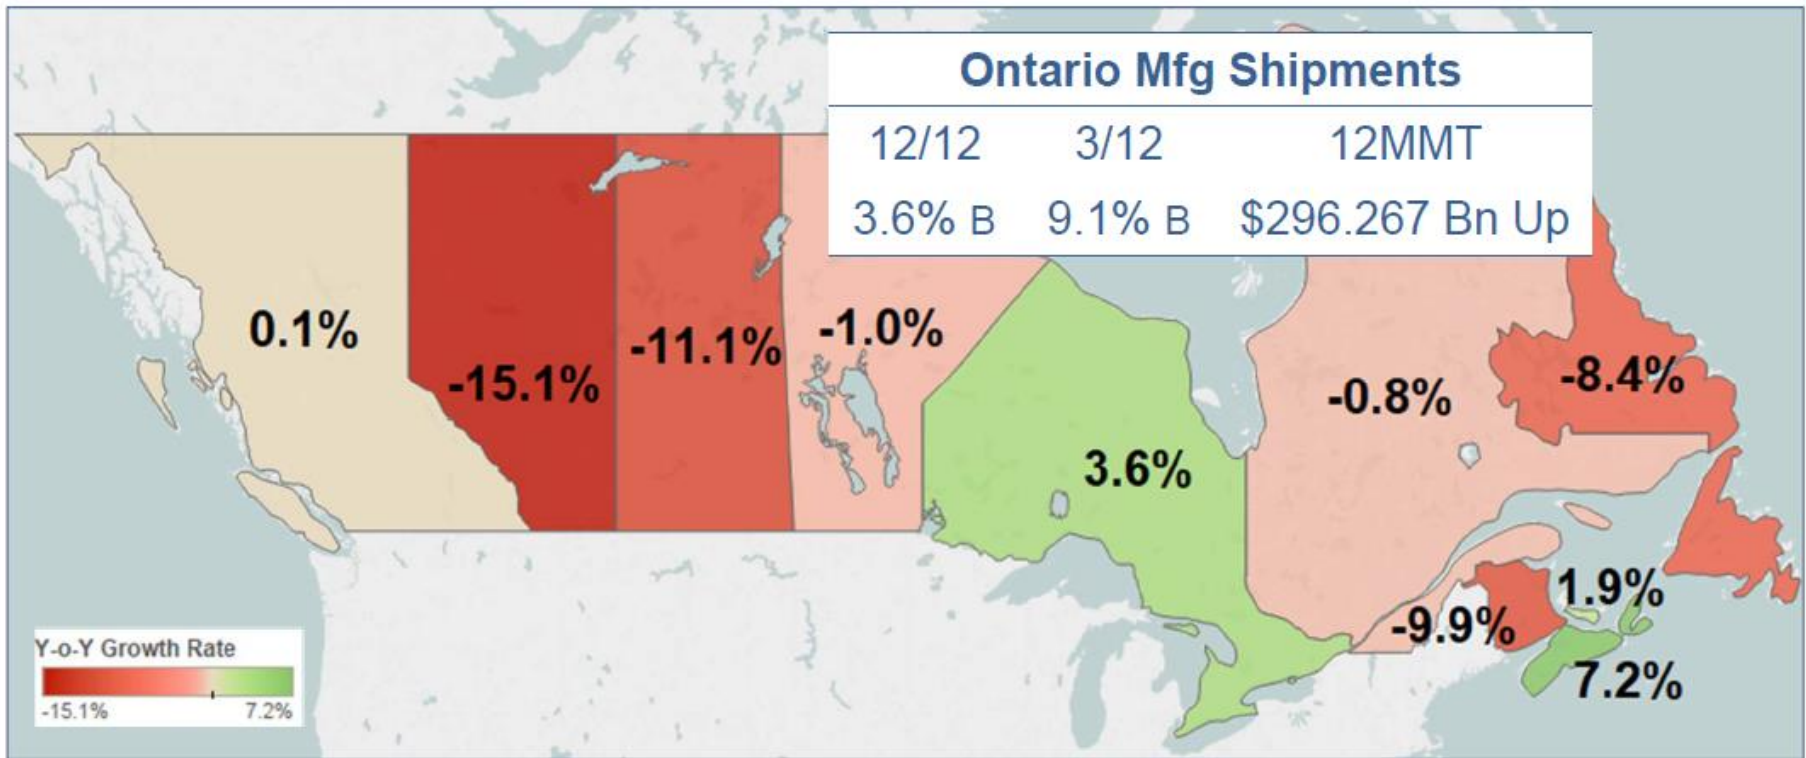 Ontario Mfg Shipments
12/12 3/12 12MMT
3.6% B 9.1% B $296.267 Bn Up
0.1%
-15.1%
-11.1%
-1.0%
3.6%
-0.8%
-8.4%
-9.9%
1.9%
7.2%
Y-o-Y Growth Rate
-15.1% 7.2%